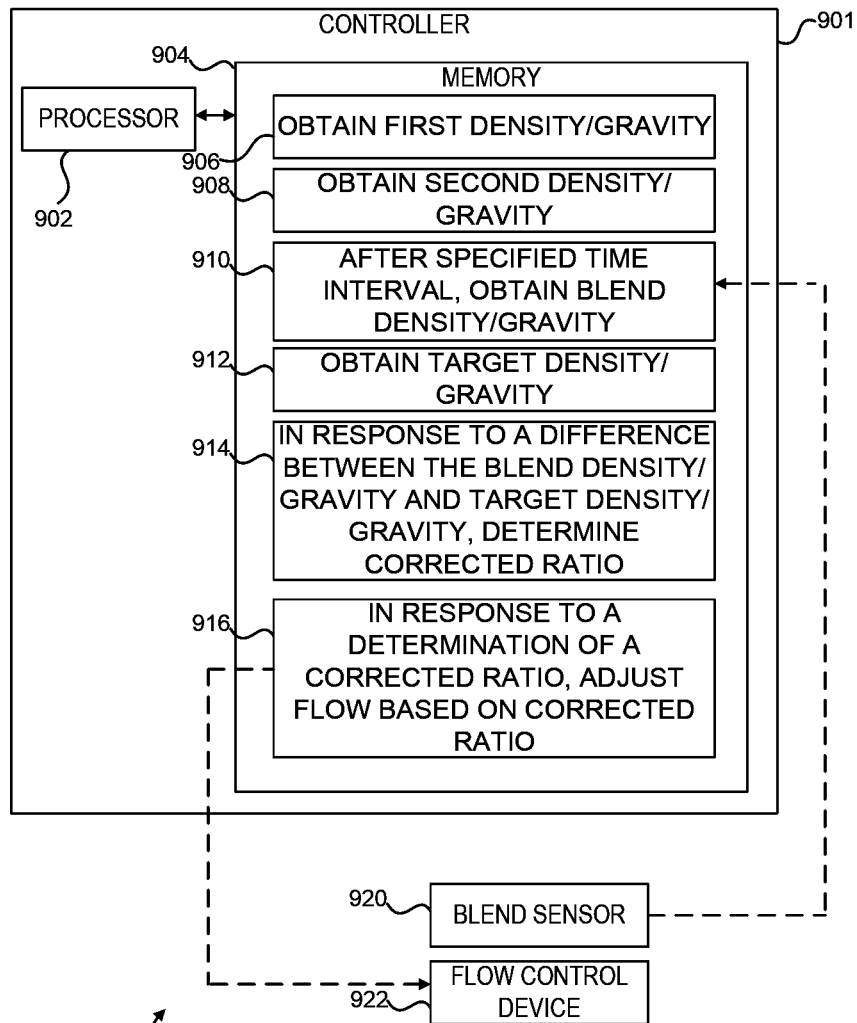 CONTROLLER
901
904
MEMORY
PROCESSOR
902
OBTAIN FIRST DENSITY/GRAVITY
906
908
OBTAIN SECOND DENSITY/
GRAVITY
910
AFTER SPECIFIED TIME
INTERVAL, OBTAIN BLEND
DENSITY/GRAVITY
912
OBTAIN TARGET DENSITY/
GRAVITY
914
IN RESPONSE TO A DIFFERENCE
BETWEEN THE BLEND DENSITY/
GRAVITY AND TARGET DENSITY/
GRAVITY, DETERMINE
CORRECTED RATIO
916
IN RESPONSE TO A
DETERMINATION OF A
CORRECTED RATIO, ADJUST
FLOW BASED ON CORRECTED
RATIO
920
BLEND SENSOR
922
FLOW CONTROL
DEVICE